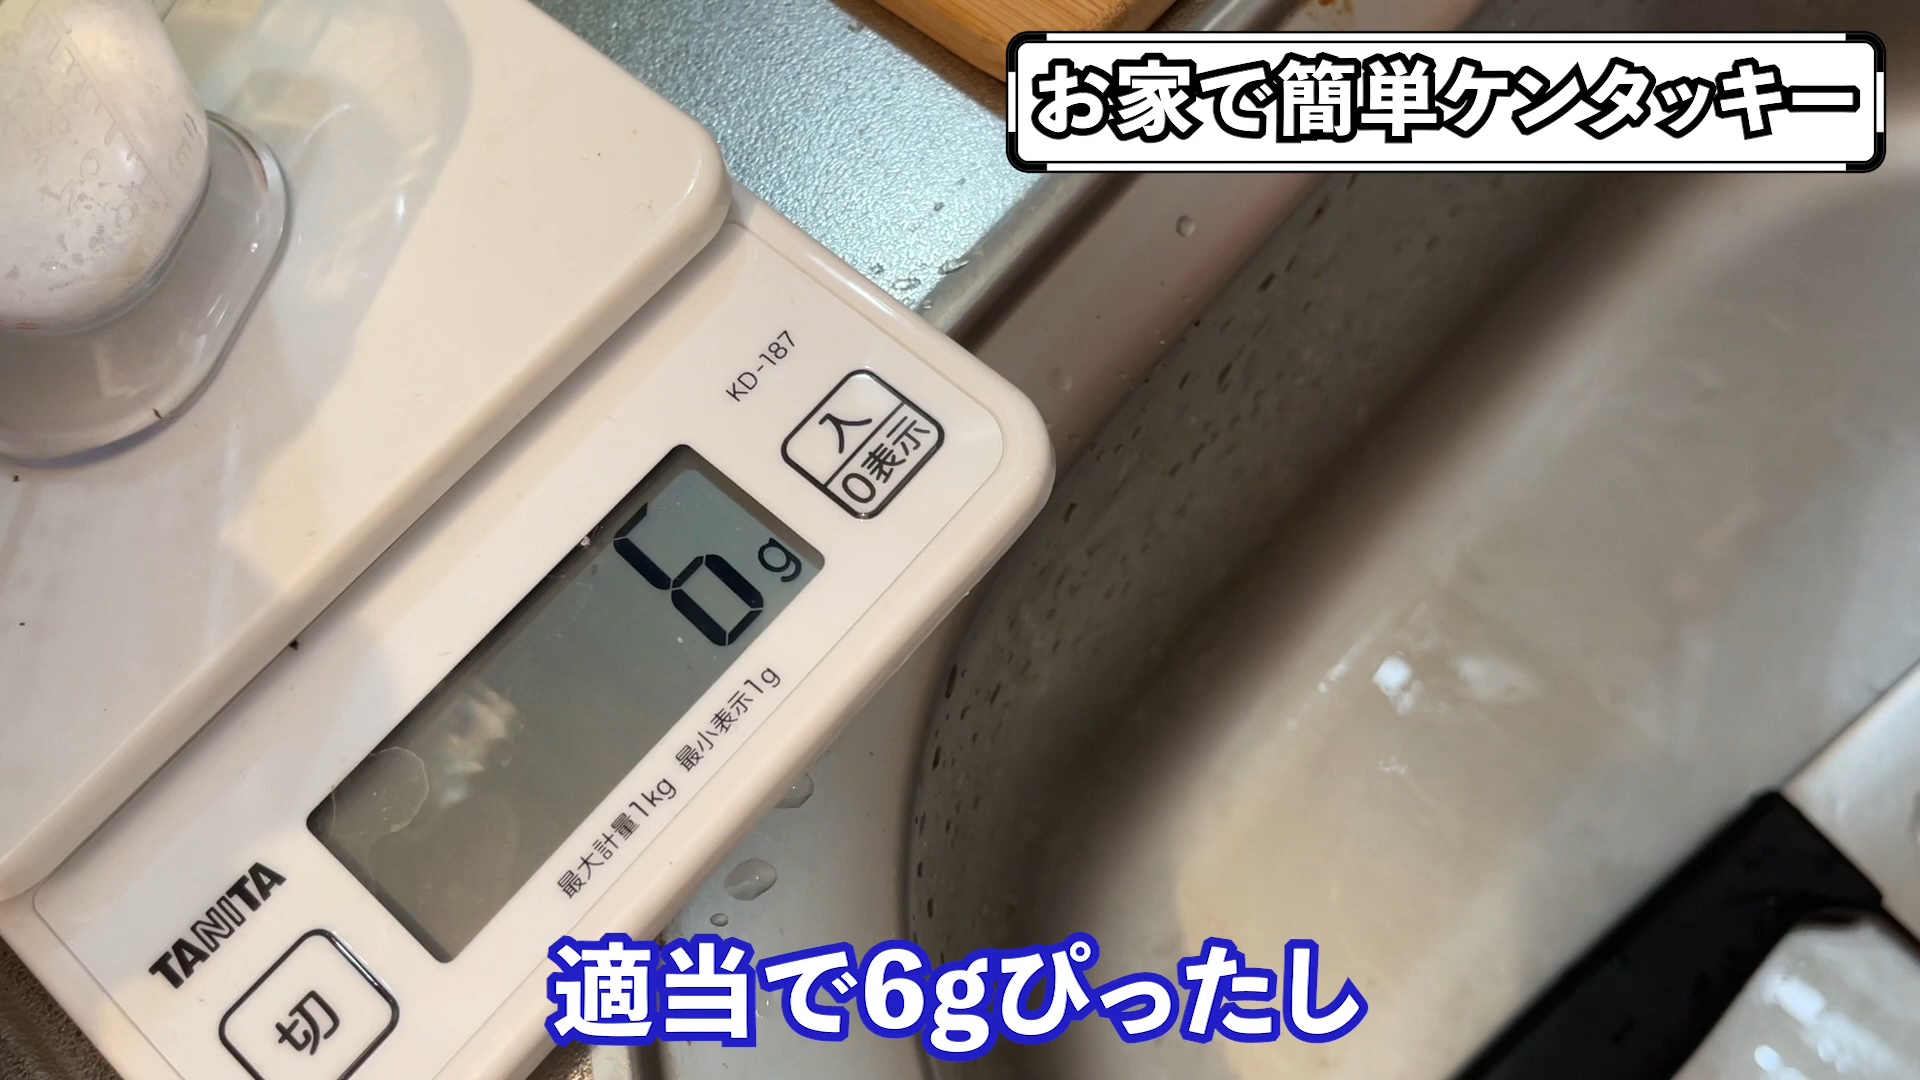 お家で簡単ケンタッキー
KD-187
入
0表示
6g
最大計量1kg 最小表示1g
TANITA
切
適当で6gぴったし